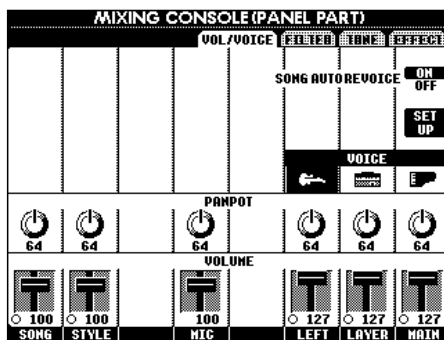 MIXING CONSOLE(PANEL PART)
VOL/VOICE FILTER TUNE EFFECT
SONG AUTO REVOICE ON
OFF
SET
UP
VOICE
PANPOT
64 64 64 64 64 64
VOLUME
100 100 100 127 127 127
SONG STYLE MIC LEFT LAYER MAIN